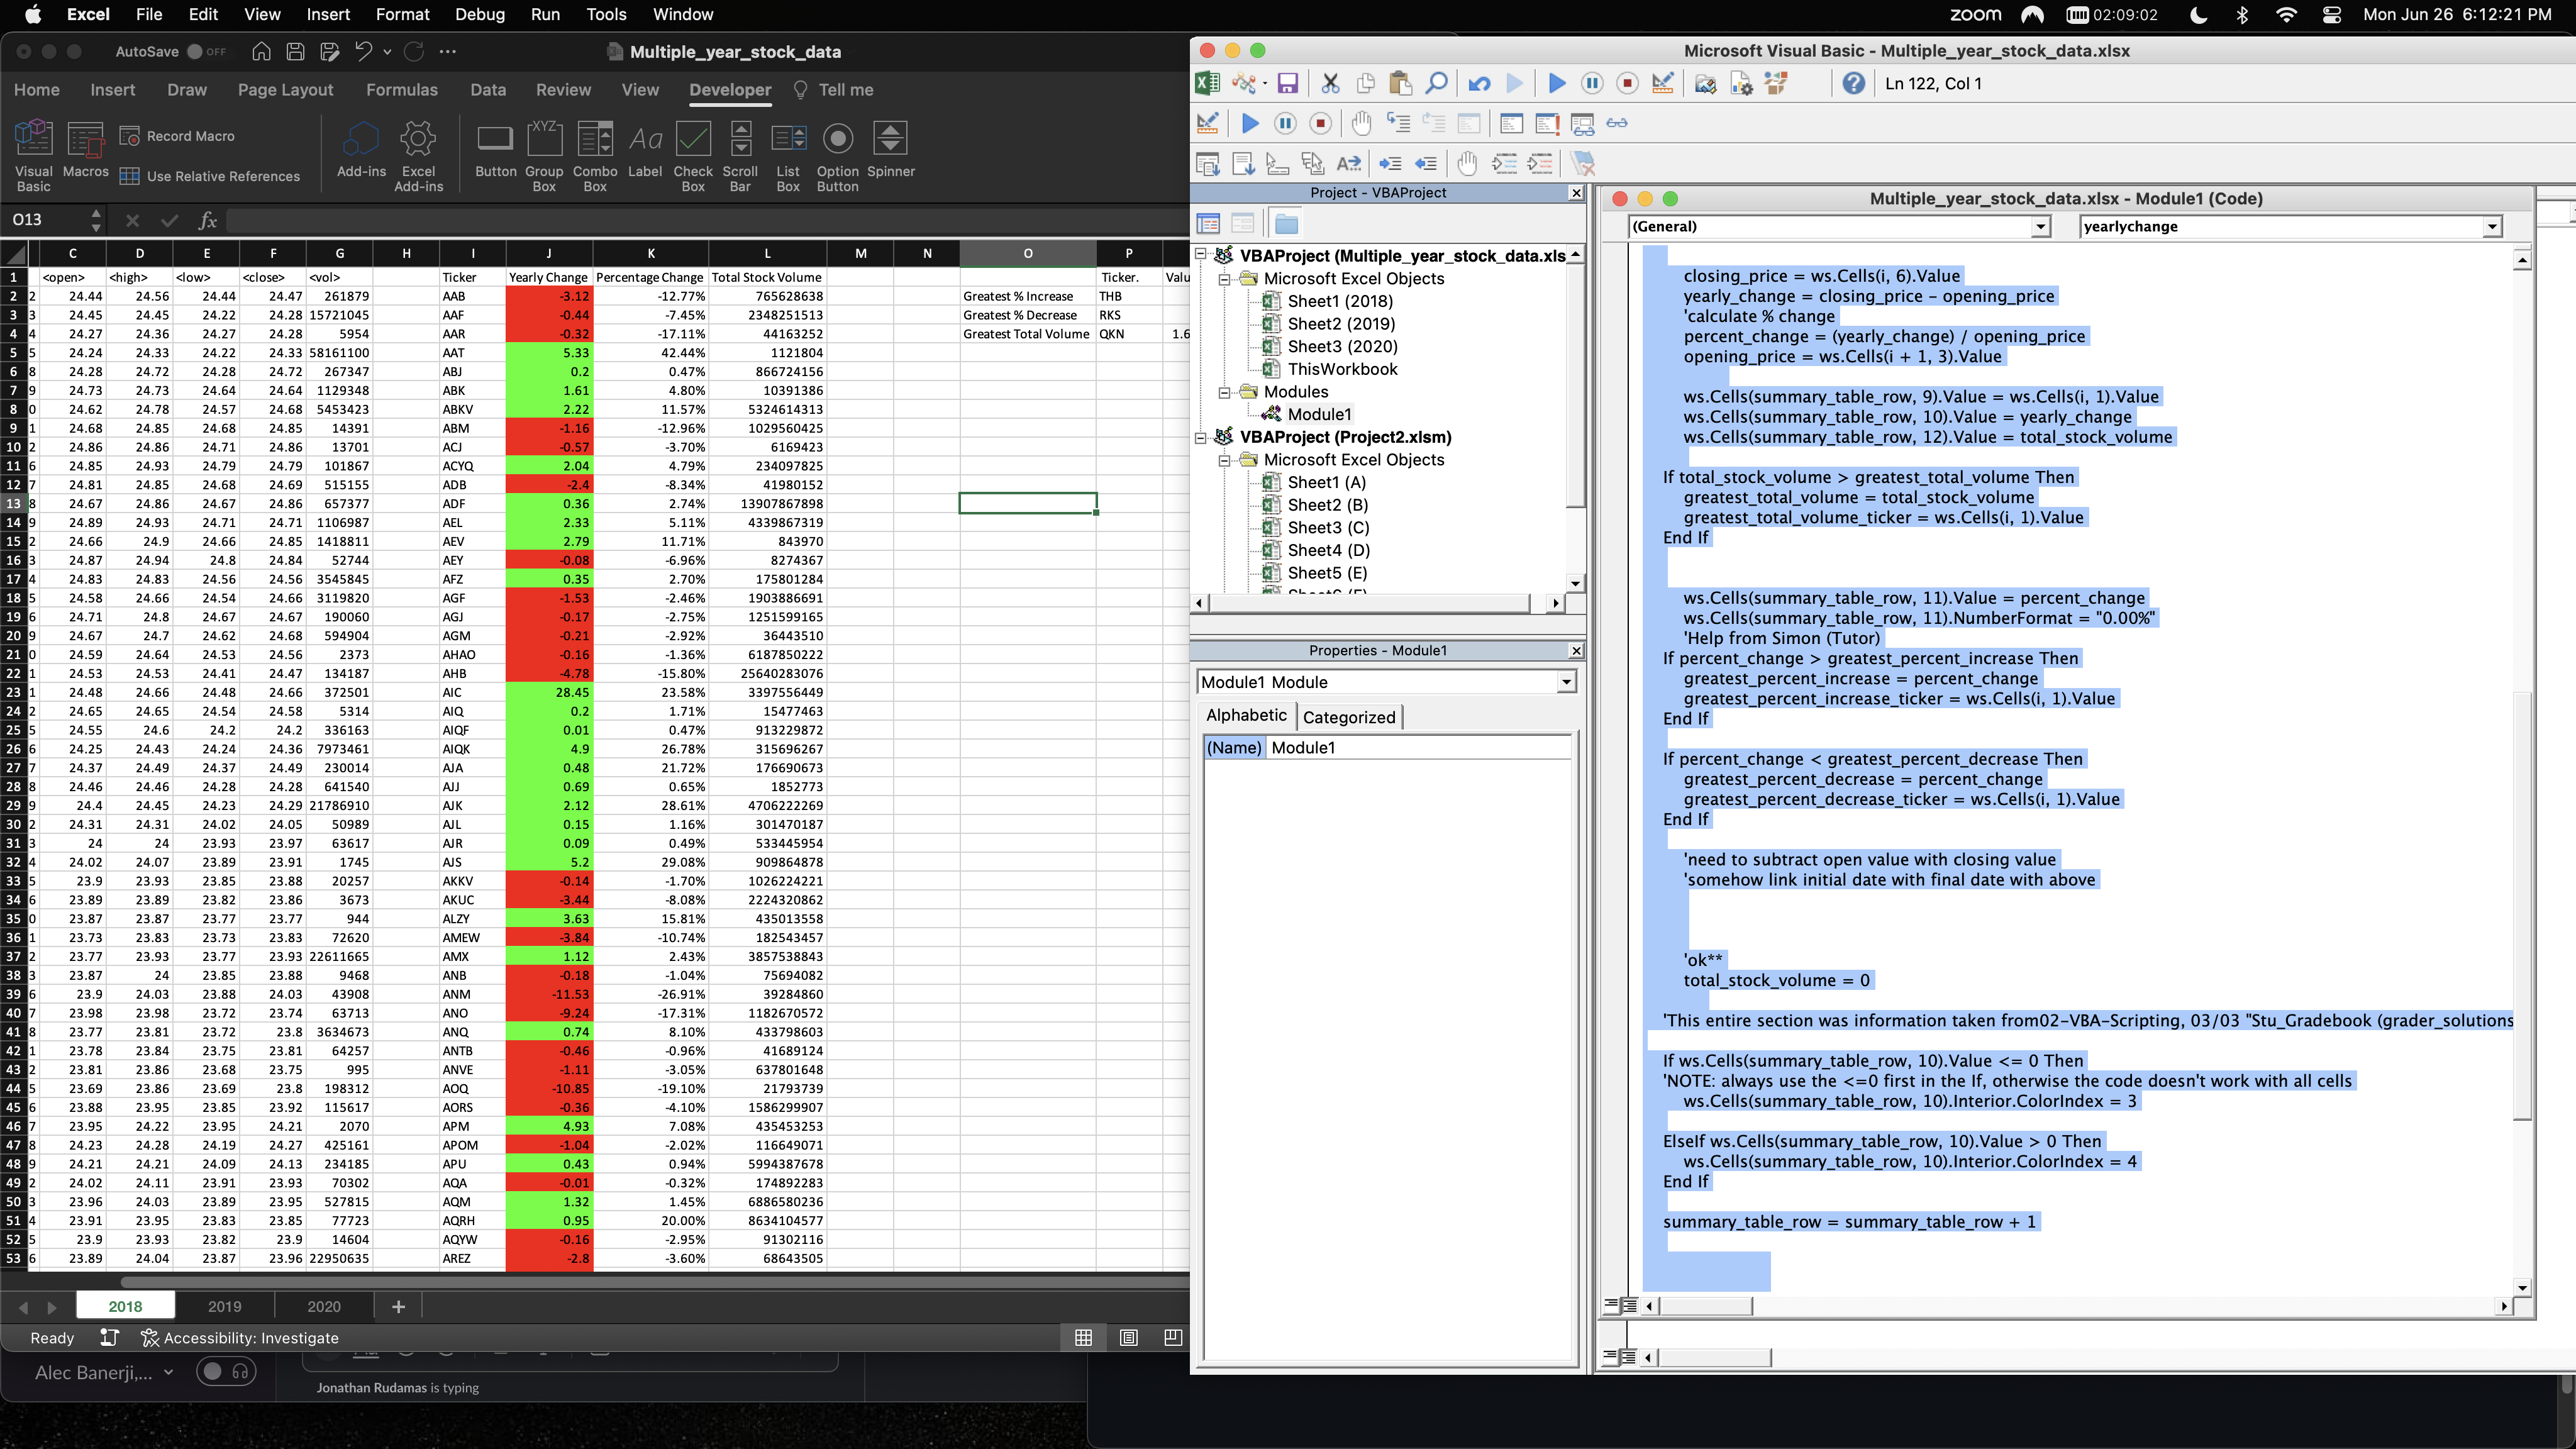 Excel File Edit View Insert Format Debug Run Tools Window
zoom 02:09:02 Mon Jun 26 6:12:21 PM
AutoSave OFF Multiple_year_stock_data
Home Insert Draw Page Layout Formulas Data Review View Developer Tell me
Visual Basic Macros Record Macro Use Relative References Add-ins Excel Add-ins Button Group Box Combo Box Label Check Box Scroll Bar List Box Option Button Spinner
XYZ Aa
O13 fx
C D E F G H I J K L M N O P
1 <open> <high> <low> <close> <vol> Ticker Yearly Change Percentage Change Total Stock Volume Ticker. Valu
2 2 24.44 24.56 24.44 24.47 261879 AAB -3.12 -12.77% 765628638 Greatest % Increase THB
3 3 24.45 24.45 24.22 24.28 15721045 AAF -0.44 -7.45% 2348251513 Greatest % Decrease RKS
4 4 24.27 24.36 24.27 24.28 5954 AAR -0.32 -17.11% 44163252 Greatest Total Volume QKN 1.6
5 5 24.24 24.33 24.22 24.33 58161100 AAT 5.33 42.44% 1121804
6 8 24.28 24.72 24.28 24.72 267347 ABJ 0.2 0.47% 866724156
7 9 24.73 24.73 24.64 24.64 1129348 ABK 1.61 4.80% 10391386
8 0 24.62 24.78 24.57 24.68 5453423 ABKV 2.22 11.57% 5324614313
9 1 24.68 24.85 24.68 24.85 14391 ABM -1.16 -12.96% 1029560425
10 2 24.86 24.86 24.71 24.86 13701 ACJ -0.57 -3.70% 6169423
11 6 24.85 24.93 24.79 24.79 101867 ACYQ 2.04 4.79% 234097825
12 7 24.81 24.85 24.68 24.69 515155 ADB -2.4 -8.34% 41980152
13 8 24.67 24.86 24.67 24.86 657377 ADF 0.36 2.74% 13907867898
14 9 24.89 24.93 24.71 24.71 1106987 AEL 2.33 5.11% 4339867319
15 2 24.66 24.9 24.66 24.85 1418811 AEV 2.79 11.71% 843970
16 3 24.87 24.94 24.8 24.84 52744 AEY -0.08 -6.96% 8274367
17 4 24.83 24.83 24.56 24.56 3545845 AFZ 0.35 2.70% 175801284
18 5 24.58 24.66 24.54 24.66 3119820 AGF -1.53 -2.46% 1903886691
19 6 24.71 24.8 24.67 24.67 190060 AGJ -0.17 -2.75% 1251599165
20 9 24.67 24.7 24.62 24.68 594904 AGM -0.21 -2.92% 36443510
21 0 24.59 24.64 24.53 24.56 2373 AHAO -0.16 -1.36% 6187850222
22 1 24.53 24.53 24.41 24.47 134187 AHB -4.78 -15.80% 25640283076
23 1 24.48 24.66 24.48 24.66 372501 AIC 28.45 23.58% 3397556449
24 2 24.65 24.65 24.54 24.58 5314 AIQ 0.2 1.71% 15477463
25 5 24.55 24.6 24.2 24.2 336163 AIQF 0.01 0.47% 913229872
26 6 24.25 24.43 24.24 24.36 7973461 AIQK 4.9 26.78% 315696267
27 7 24.37 24.49 24.37 24.49 230014 AJA 0.48 21.72% 176690673
28 8 24.46 24.46 24.28 24.28 641540 AJJ 0.69 0.65% 1852773
29 9 24.4 24.45 24.23 24.29 21786910 AJK 2.12 28.61% 4706222269
30 2 24.31 24.31 24.02 24.05 50989 AJL 0.15 1.16% 301470187
31 3 24 24 23.93 23.97 63617 AJR 0.09 0.49% 533445954
32 4 24.02 24.07 23.89 23.91 1745 AJS 5.2 29.08% 909864878
33 5 23.9 23.93 23.85 23.88 20257 AKKV -0.14 -1.70% 1026224221
34 6 23.89 23.89 23.82 23.86 3673 AKUC -3.44 -8.08% 2224320862
35 0 23.87 23.87 23.77 23.77 944 ALZY 3.63 15.81% 435013558
36 1 23.73 23.83 23.73 23.83 72620 AMEW -3.84 -10.74% 182543457
37 2 23.77 23.93 23.77 23.93 22611665 AMX 1.12 2.43% 3857538843
38 3 23.87 24 23.85 23.88 9468 ANB -0.18 -1.04% 75694082
39 6 23.9 24.03 23.88 24.03 43908 ANM -11.53 -26.91% 39284860
40 7 23.98 23.98 23.72 23.74 63713 ANO -9.24 -17.31% 1182670572
41 8 23.77 23.81 23.72 23.8 3634673 ANQ 0.74 8.10% 433798603
42 1 23.78 23.84 23.75 23.81 64257 ANTB -0.46 -0.96% 41689124
43 2 23.81 23.86 23.68 23.75 995 ANVE -1.11 -3.05% 637801648
44 5 23.69 23.86 23.69 23.8 198312 AOQ -10.85 -19.10% 21793739
45 6 23.88 23.95 23.85 23.92 115617 AORS -0.36 -4.10% 1586299907
46 7 23.95 24.22 23.95 24.21 2070 APM 4.93 7.08% 435453253
47 8 24.23 24.28 24.19 24.27 425161 APOM -1.04 -2.02% 116649071
48 9 24.21 24.21 24.09 24.13 234185 APU 0.43 0.94% 5994387678
49 2 24.02 24.11 23.91 23.93 70302 AQA -0.01 -0.32% 174892283
50 3 23.96 24.03 23.89 23.95 527815 AQM 1.32 1.45% 6886580236
51 4 23.91 23.95 23.83 23.85 77723 AQRH 0.95 20.00% 8634104577
52 5 23.9 23.93 23.82 23.9 14604 AQYW -0.16 -2.95% 91302116
53 6 23.89 24.04 23.87 23.96 22950635 AREZ -2.8 -3.60% 68643505
2018 2019 2020 +
Ready Accessibility: Investigate
Alec Banerji,...
Jonathan Rudamas is typing
Microsoft Visual Basic - Multiple_year_stock_data.xlsx
Ln 122, Col 1
Project - VBAProject
VBAProject (Multiple_year_stock_data.xls
Microsoft Excel Objects
Sheet1 (2018)
Sheet2 (2019)
Sheet3 (2020)
ThisWorkbook
Modules
Module1
VBAProject (Project2.xlsm)
Microsoft Excel Objects
Sheet1 (A)
Sheet2 (B)
Sheet3 (C)
Sheet4 (D)
Sheet5 (E)
Properties - Module1
Module1 Module
Alphabetic Categorized
(Name) Module1
Multiple_year_stock_data.xlsx - Module1 (Code)
(General) yearlychange
closing_price = ws.Cells(i, 6).Value
yearly_change = closing_price - opening_price
'calculate % change
percent_change = (yearly_change) / opening_price
opening_price = ws.Cells(i + 1, 3).Value
ws.Cells(summary_table_row, 9).Value = ws.Cells(i, 1).Value
ws.Cells(summary_table_row, 10).Value = yearly_change
ws.Cells(summary_table_row, 12).Value = total_stock_volume
If total_stock_volume > greatest_total_volume Then
greatest_total_volume = total_stock_volume
greatest_total_volume_ticker = ws.Cells(i, 1).Value
End If
ws.Cells(summary_table_row, 11).Value = percent_change
ws.Cells(summary_table_row, 11).NumberFormat = "0.00%"
'Help from Simon (Tutor)
If percent_change > greatest_percent_increase Then
greatest_percent_increase = percent_change
greatest_percent_increase_ticker = ws.Cells(i, 1).Value
End If
If percent_change < greatest_percent_decrease Then
greatest_percent_decrease = percent_change
greatest_percent_decrease_ticker = ws.Cells(i, 1).Value
End If
'need to subtract open value with closing value
'somehow link initial date with final date with above
'ok**
total_stock_volume = 0
'This entire section was information taken from02-VBA-Scripting, 03/03 "Stu_Gradebook (grader_solutions
If ws.Cells(summary_table_row, 10).Value <= 0 Then
'NOTE: always use the <=0 first in the If, otherwise the code doesn't work with all cells
ws.Cells(summary_table_row, 10).Interior.ColorIndex = 3
ElseIf ws.Cells(summary_table_row, 10).Value > 0 Then
ws.Cells(summary_table_row, 10).Interior.ColorIndex = 4
End If
summary_table_row = summary_table_row + 1